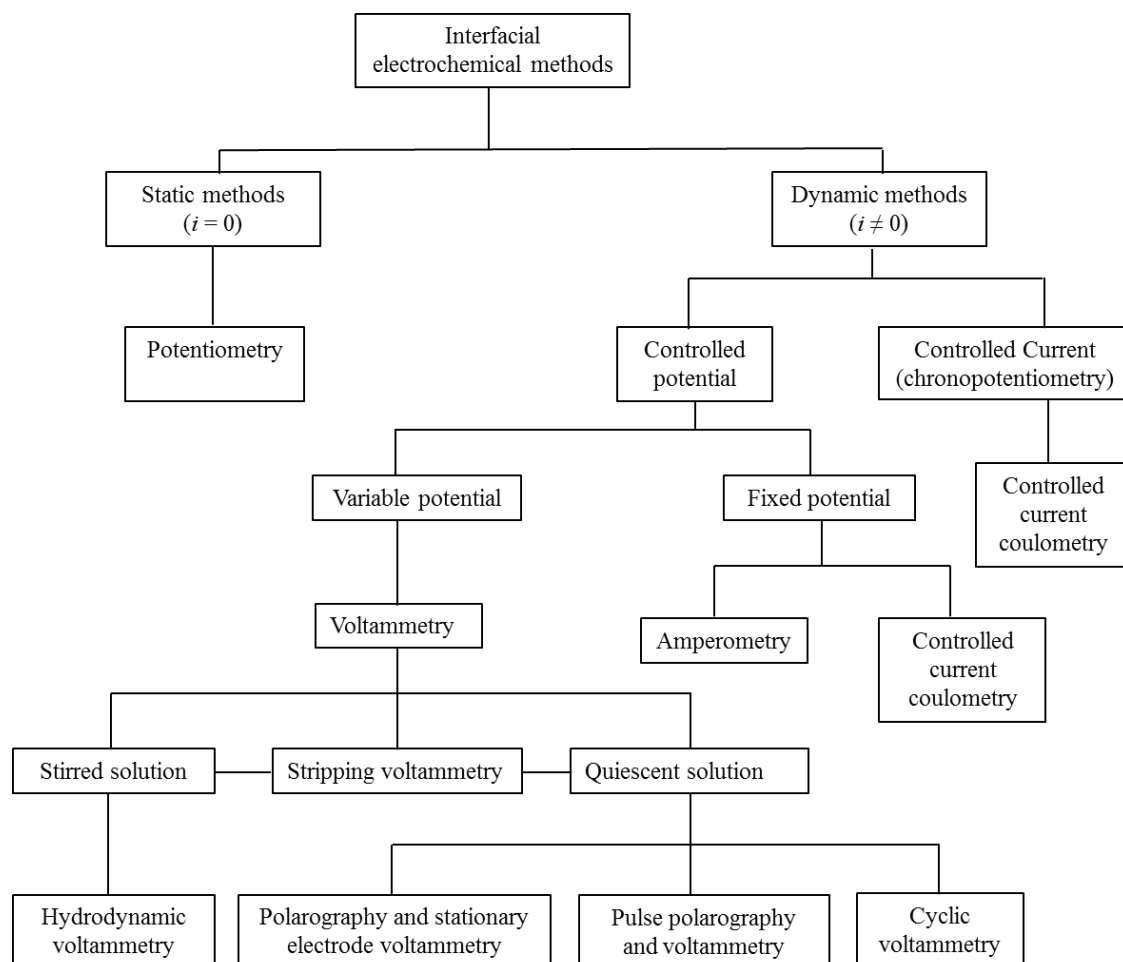 Interfacial
electrochemical methods
Static methods
(i = 0)
Dynamic methods
(i ≠ 0)
Potentiometry
Controlled
potential
Controlled Current
(chronopotentiometry)
Variable potential
Fixed potential
Controlled
current
coulometry
Voltammetry
Amperometry
Controlled
current
coulometry
Stirred solution
Stripping voltammetry
Quiescent solution
Hydrodynamic
voltammetry
Polarography and stationary
electrode voltammetry
Pulse polarography
and voltammetry
Cyclic
voltammetry